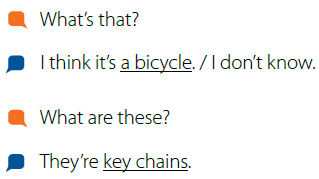 What's that?
I think it's a bicycle. / I don't know.
What are these?
They're key chains.